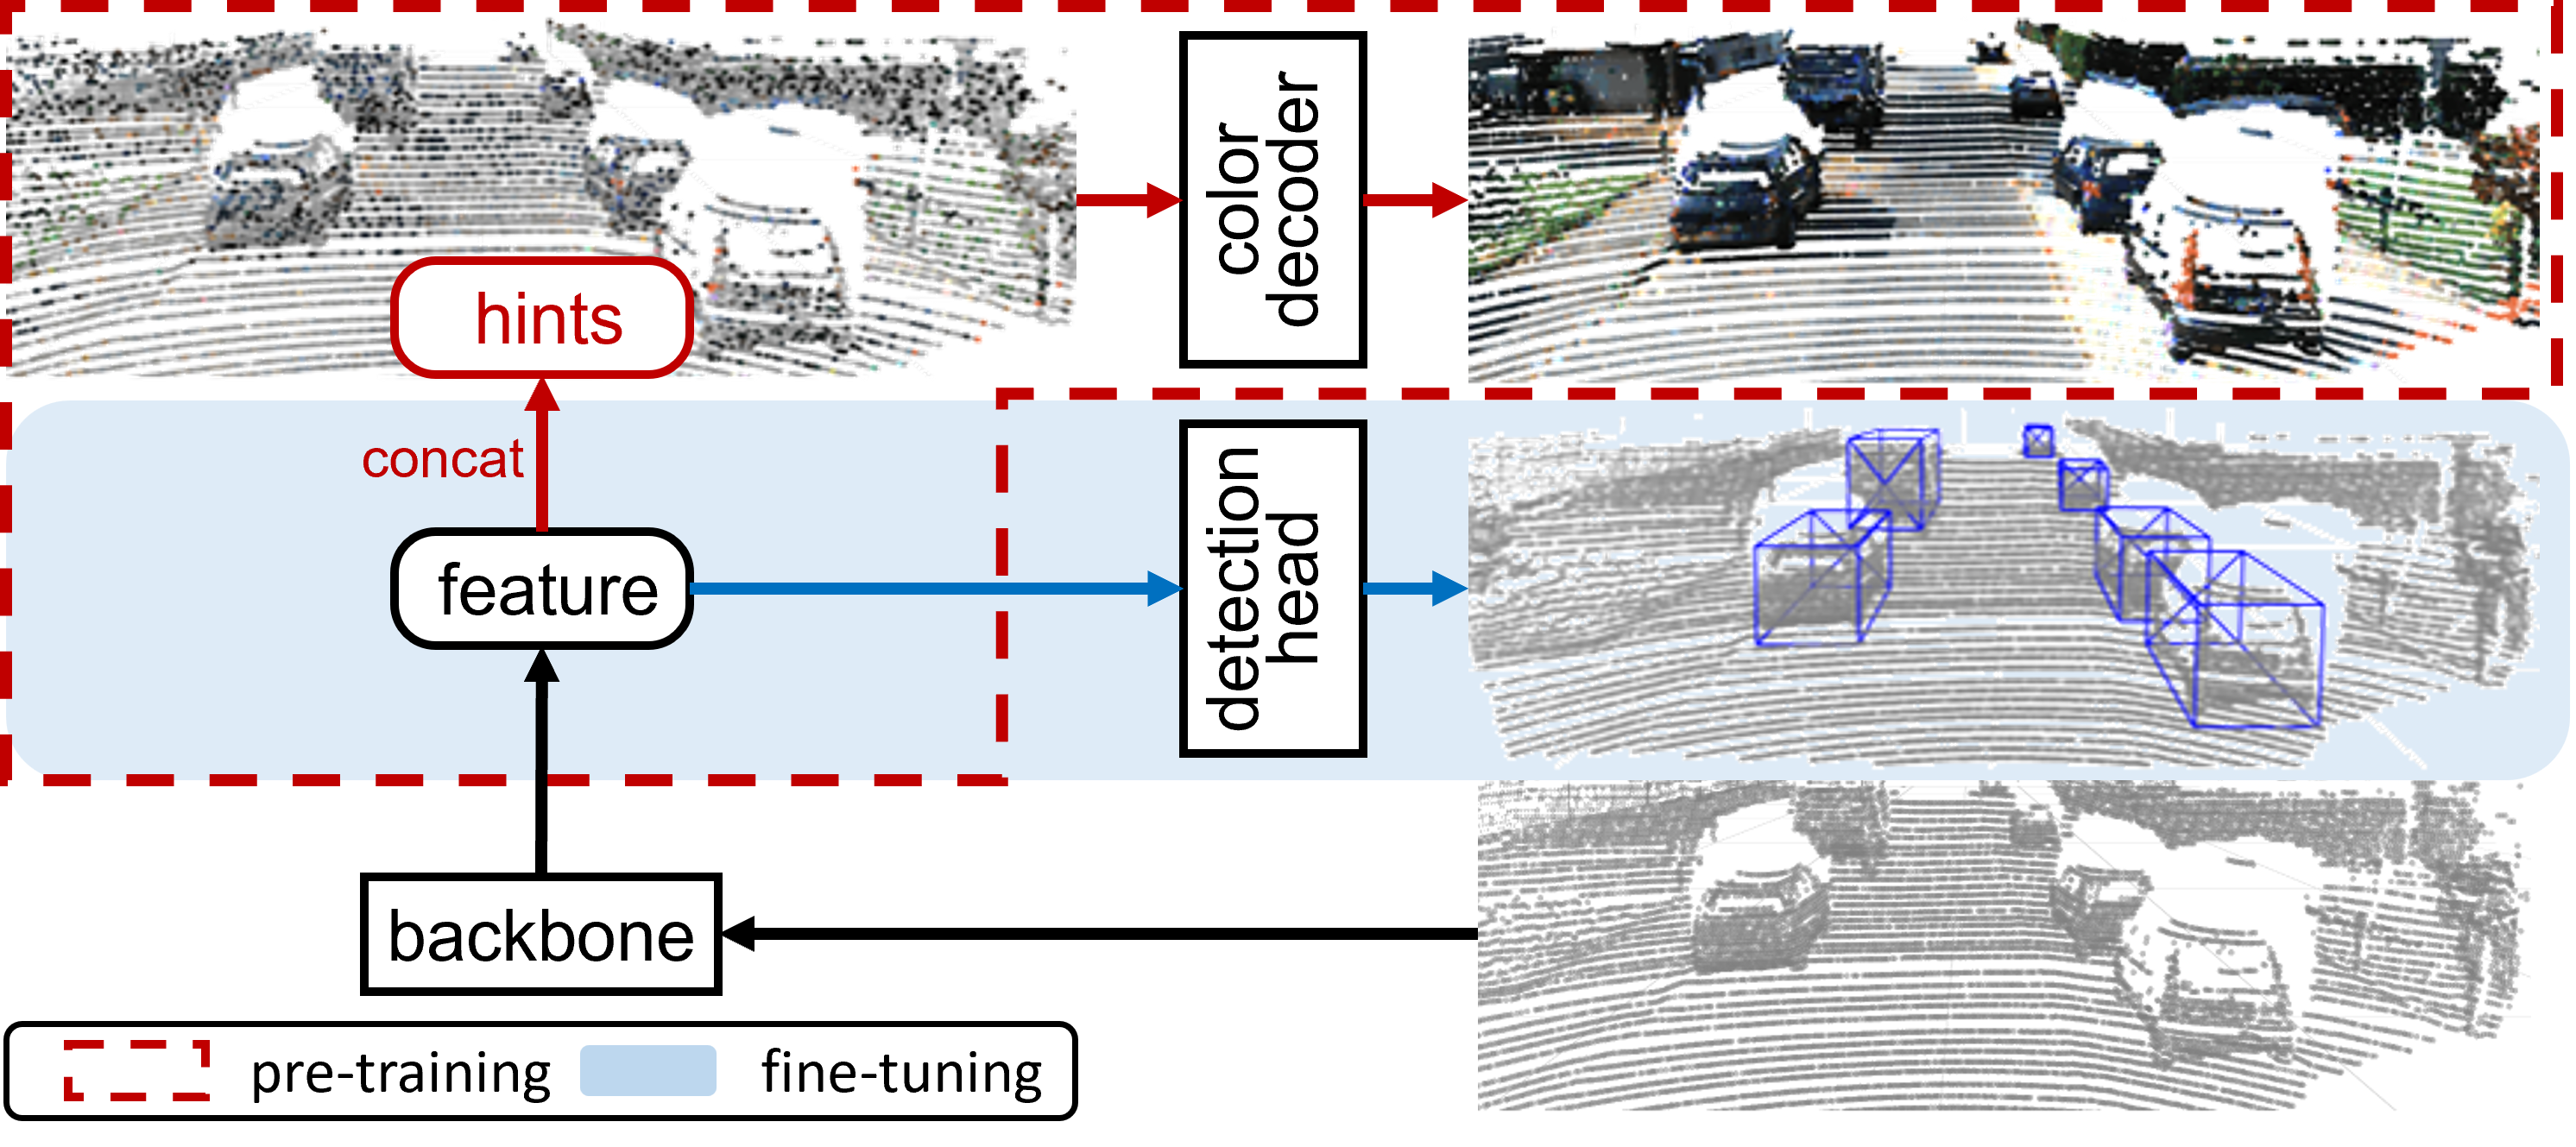 color
decoder
hints
concat
feature
detection
head
backbone
pre-training
fine-tuning